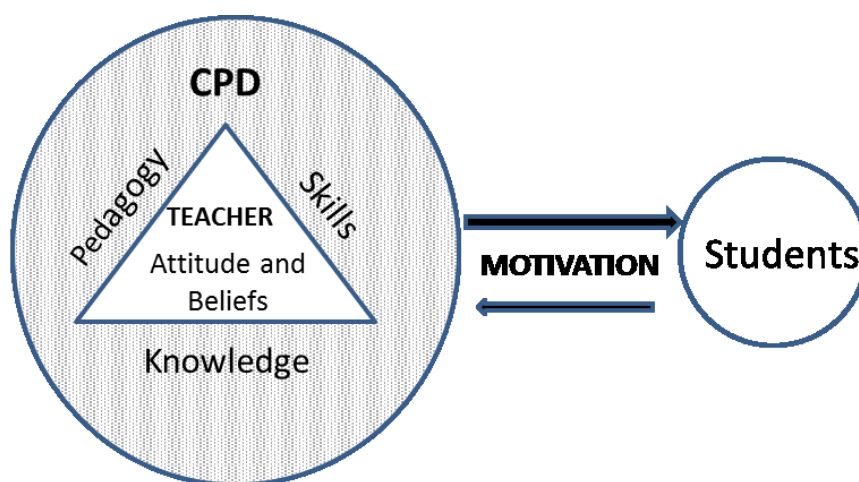 CPD
Pedagogy
Skills
TEACHER
Attitude and
Beliefs
Knowledge
MOTIVATION
Students